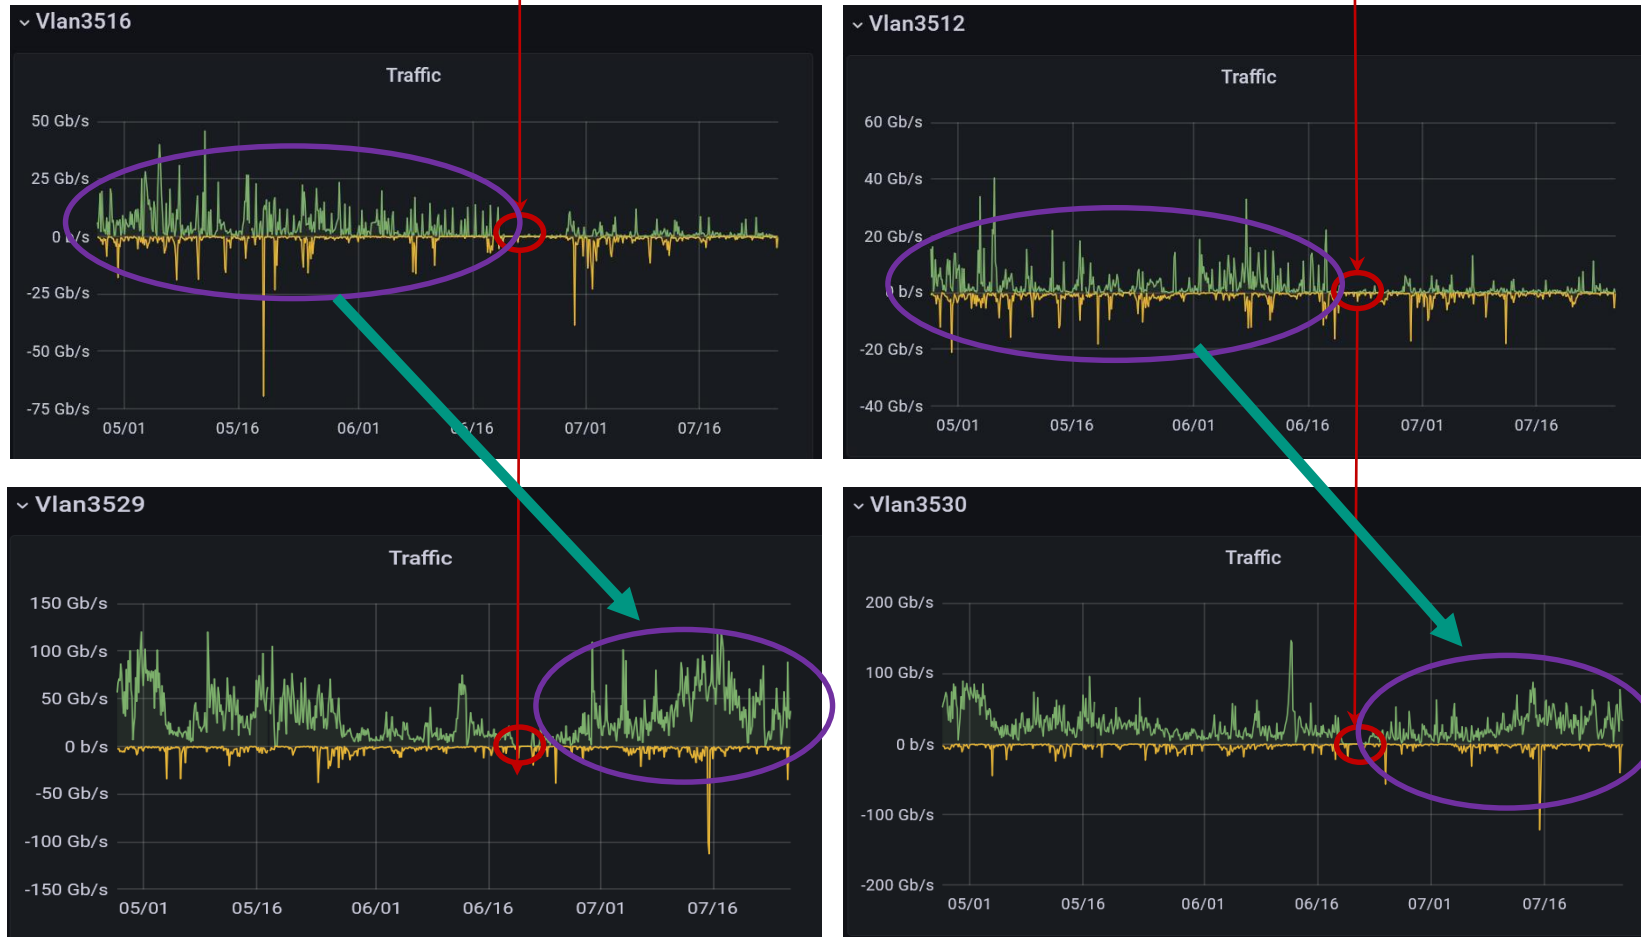 Vlan3516
Traffic
50 Gb/s
25 Gb/s
0 b/s
-25 Gb/s
-50 Gb/s
-75 Gb/s
05/01 05/16 06/01 06/16 07/01 07/16
Vlan3512
Traffic
60 Gb/s
40 Gb/s
20 Gb/s
0 b/s
-20 Gb/s
-40 Gb/s
05/01 05/16 06/01 06/16 07/01 07/16
Vlan3529
Traffic
150 Gb/s
100 Gb/s
50 Gb/s
0 b/s
-50 Gb/s
-100 Gb/s
-150 Gb/s
05/01 05/16 06/01 06/16 07/01 07/16
Vlan3530
Traffic
200 Gb/s
100 Gb/s
0 b/s
-100 Gb/s
-200 Gb/s
05/01 05/16 06/01 06/16 07/01 07/16